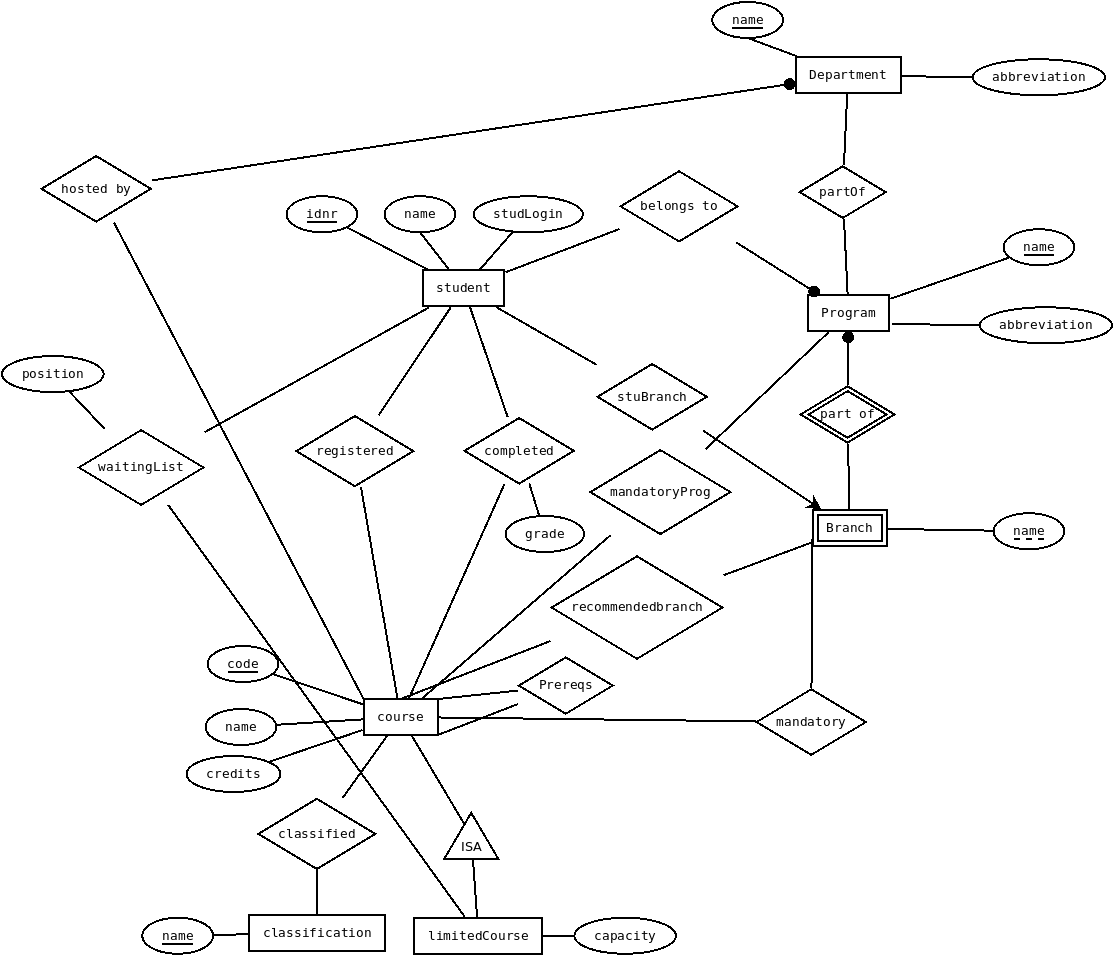 name
Department
abbreviation
hosted by
partOf
belongs to
idnr
name
studLogin
name
student
Program
abbreviation
position
stuBranch
part of
waitingList
registered
completed
mandatoryProg
grade
Branch
name
recommendedbranch
code
Prereqs
name
course
mandatory
credits
classified
ISA
name
classification
limitedCourse
capacity